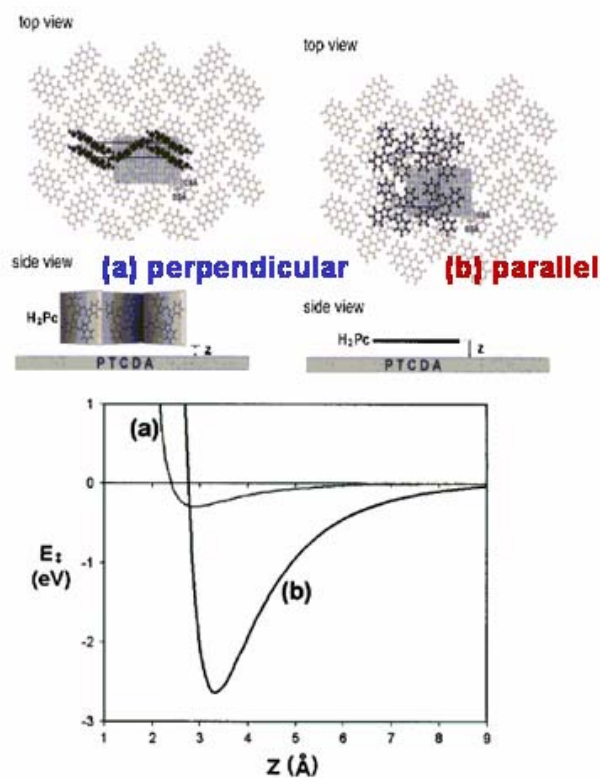 top view
top view
side view
(a) perpendicular
(b) parallel
H₂Pc
z
PTCDA
side view
H₂Pc
z
PTCDA
1
(a)
0
E‡
(eV)
-1
(b)
-2
-3
1 2 3 4 5 6 7 8 9
Z (Å)